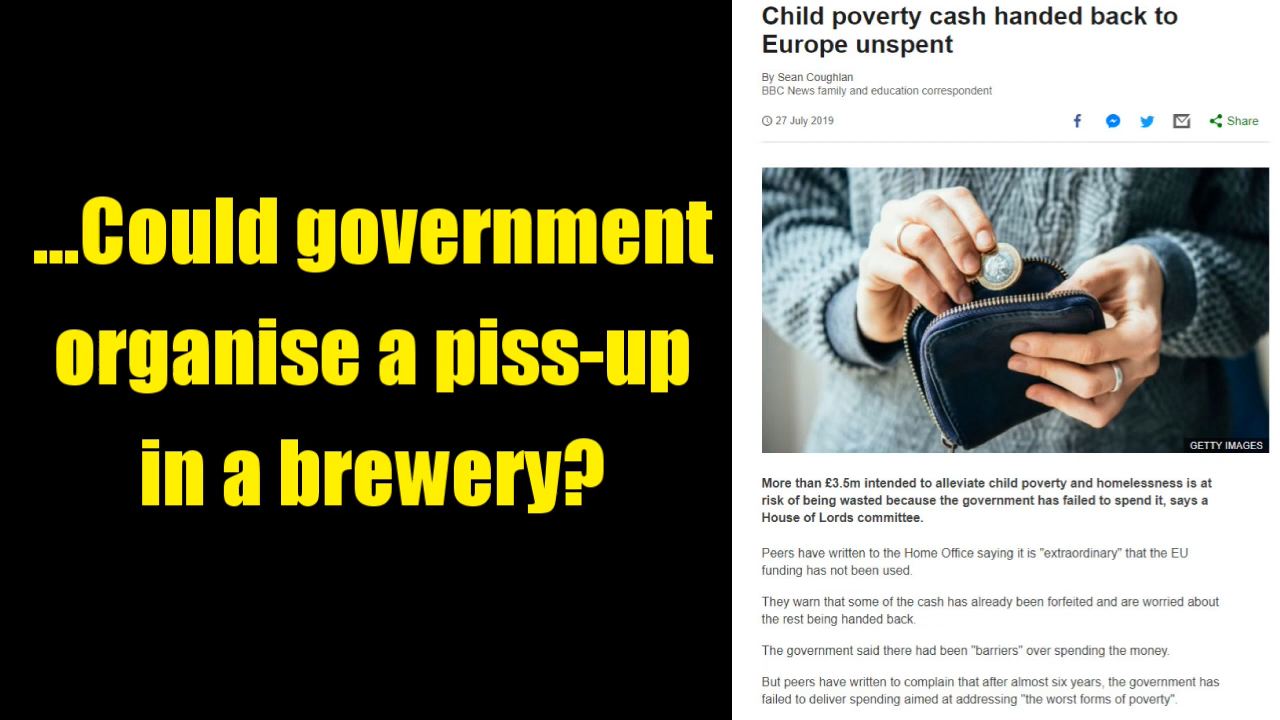 ...Could government
organise a piss-up
in a brewery?
Child poverty cash handed back to
Europe unspent
By Sean Coughlan
BBC News family and education correspondent
27 July 2019
Share
GETTY IMAGES
More than £3.5m intended to alleviate child poverty and homelessness is at
risk of being wasted because the government has failed to spend it, says a
House of Lords committee.
Peers have written to the Home Office saying it is "extraordinary" that the EU
funding has not been used.
They warn that some of the cash has already been forfeited and are worried about
the rest being handed back.
The government said there had been "barriers" over spending the money.
But peers have written to complain that after almost six years, the government has
failed to deliver spending aimed at addressing "the worst forms of poverty".